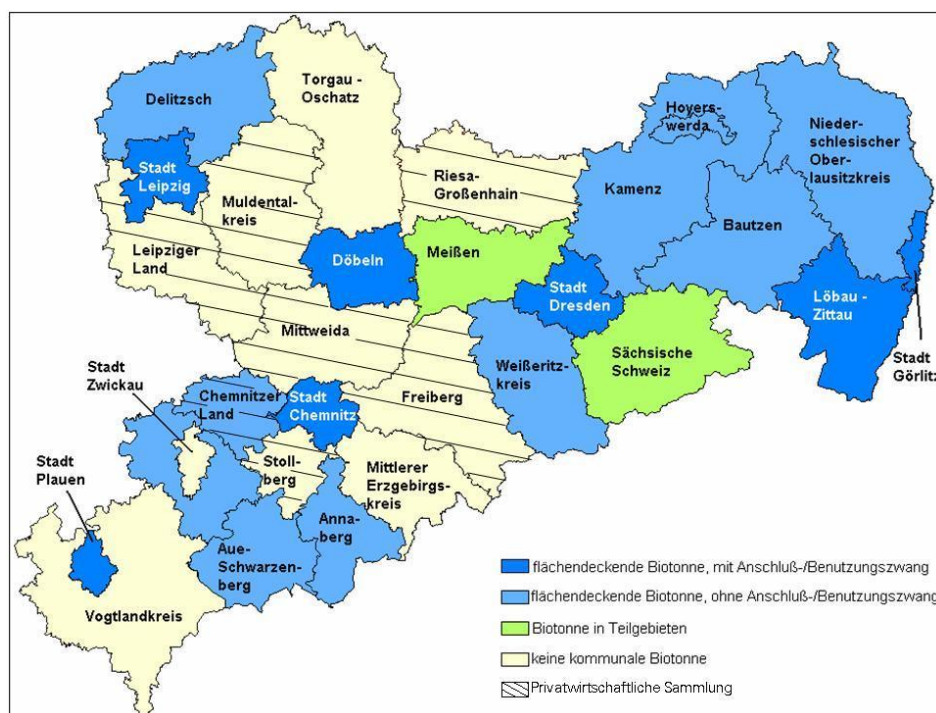 Torgau -
Oschatz
Delitzsch
Hoyers-
werda
Nieder-
schlesischer
Ober-
lausitzkreis
Stadt
Leipzig
Riesa-
Großenhain
Kamenz
Muldental-
kreis
Bautzen
Leipziger
Land
Döbeln
Meißen
Stadt
Dresden
Löbau -
Zittau
Mittweida
Stadt
Görlitz
Sächsische
Schweiz
Weißeritz-
kreis
Stadt
Zwickau
Chemnitzer
Land
Stadt
Chemnitz
Freiberg
Stadt
Plauen
Stoll-
berg
Mittlerer
Erzgebirgs-
kreis
Anna-
berg
Aue-
Schwarzen-
berg
Vogtlandkreis
flächendeckende Biotonne, mit Anschluß-/Benutzungszwang
flächendeckende Biotonne, ohne Anschluß-/Benutzungszwang
Biotonne in Teilgebieten
keine kommunale Biotonne
Privatwirtschaftliche Sammlung